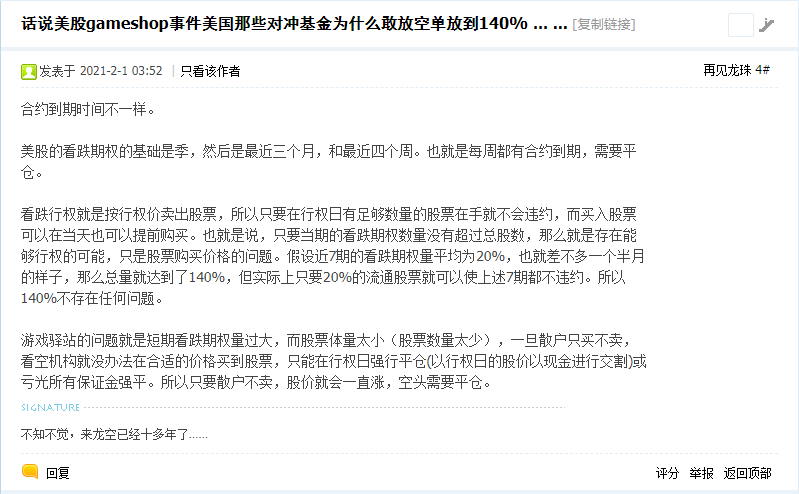 话说美股gameshop事件美国那些对冲基金为什么敢放空单放到140% ... ... [复制链接]
发表于 2021-2-1 03:52 | 只看该作者
再见龙珠 4#
合约到期时间不一样。
美股的看跌期权的基础是季，然后是最近三个月，和最近四个周。也就是每周都有合约到期，需要平
仓。
看跌行权就是按行权价卖出股票，所以只要在行权日有足够数量的股票在手就不会违约，而买入股票
可以在当天也可以提前购买。也就是说，只要当期的看跌期权数量没有超过总股数，那么就是存在能
够行权的可能，只是股票购买价格的问题。假设近7期的看跌期权量平均为20%，也就差不多一个半月
的样子，那么总量就达到了140%，但实际上只要20%的流通股票就可以使上述7期都不违约。所以
140%不存在任何问题。
游戏驿站的问题就是短期看跌期权量过大，而股票体量太小（股票数量太少），一旦散户只买不卖，
看空机构就没办法在合适的价格买到股票，只能在行权日强行平仓(以行权日的股价以现金进行交割)或
亏光所有保证金强平。所以只要散户不卖，股价就会一直涨，空头需要平仓。
SIGNATURE
不知不觉，来龙空已经十多年了......
回复
评分 举报 返回顶部